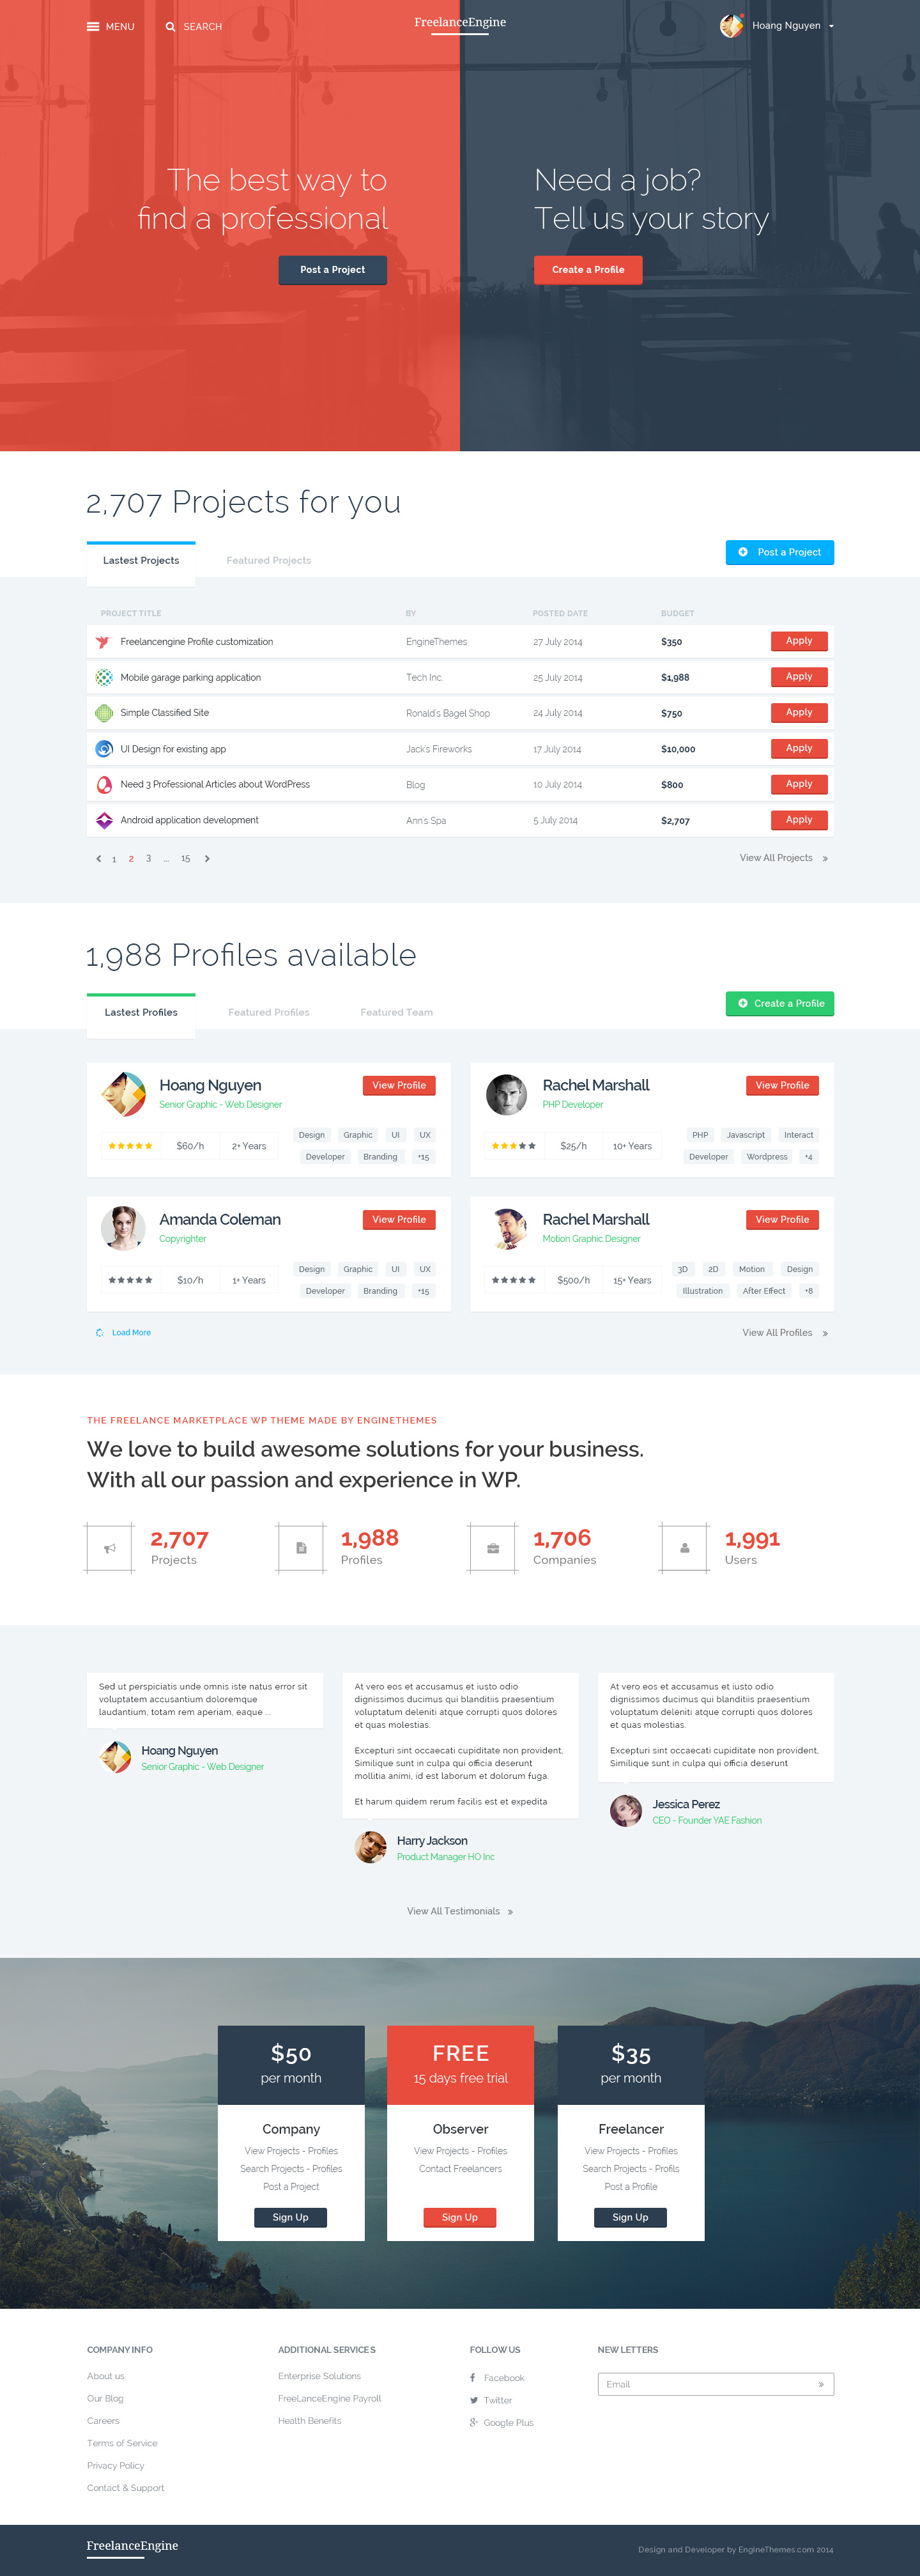 MENU
SEARCH
FreelanceEngine
Hoang Nguyen
The best way to
find a professional
Post a Project
Need a job?
Tell us your story
Create a Profile
2,707 Projects for you
Lastest Projects
Featured Projects
Post a Project
PROJECT TITLE BY POSTED DATE BUDGET
Freelancengine Profile customization EngineThemes 27 July 2014 $350 Apply
Mobile garage parking application Tech Inc. 25 July 2014 $1,988 Apply
Simple Classified Site Ronald's Bagel Shop 24 July 2014 $750 Apply
UI Design for existing app Jack's Fireworks 17 July 2014 $10,000 Apply
Need 3 Professional Articles about WordPress Blog 10 July 2014 $800 Apply
Android application development Ann's Spa 5 July 2014 $2,707 Apply
1 2 3 ... 15
View All Projects »
1,988 Profiles available
Lastest Profiles
Featured Profiles
Featured Team
Create a Profile
Hoang Nguyen
Senior Graphic - Web Designer
View Profile
$60/h
2+ Years
Design Graphic UI UX
Developer Branding +15
Rachel Marshall
PHP Developer
View Profile
$25/h
10+ Years
PHP Javascript Interact
Developer Wordpress +4
Amanda Coleman
Copyrighter
View Profile
$10/h
1+ Years
Design Graphic UI UX
Developer Branding +15
Rachel Marshall
Motion Graphic Designer
View Profile
$500/h
15+ Years
3D 2D Motion Design
Illustration After Effect +8
Load More
View All Profiles »
THE FREELANCE MARKETPLACE WP THEME MADE BY ENGINETHEMES
We love to build awesome solutions for your business.
With all our passion and experience in WP.
2,707
Projects
1,988
Profiles
1,706
Companies
1,991
Users
Sed ut perspiciatis unde omnis iste natus error sit
voluptatem accusantium doloremque
laudantium, totam rem aperiam, eaque ...
Hoang Nguyen
Senior Graphic - Web Designer
At vero eos et accusamus et iusto odio
dignissimos ducimus qui blanditiis praesentium
voluptatum deleniti atque corrupti quos dolores
et quas molestias.
Excepturi sint occaecati cupiditate non provident,
Similique sunt in culpa qui officia deserunt
mollitia animi, id est laborum et dolorum fuga.
Et harum quidem rerum facilis est et expedita
Harry Jackson
Product Manager HO Inc
At vero eos et accusamus et iusto odio
dignissimos ducimus qui blanditiis praesentium
voluptatum deleniti atque corrupti quos dolores
et quas molestias.
Excepturi sint occaecati cupiditate non provident,
Similique sunt in culpa qui officia deserunt
Jessica Perez
CEO - Founder YAE Fashion
View All Testimonials »
$50
per month
Company
View Projects - Profiles
Search Projects - Profiles
Post a Project
Sign Up
FREE
15 days free trial
Observer
View Projects - Profiles
Contact Freelancers
Sign Up
$35
per month
Freelancer
View Projects - Profiles
Search Projects - Profils
Post a Profile
Sign Up
COMPANY INFO
About us
Our Blog
Careers
Terms of Service
Privacy Policy
Contact & Support
ADDITIONAL SERVICE S
Enterprise Solutions
FreeLanceEngine Payroll
Health Benefits
FOLLOW US
Facebook
Twitter
Google Plus
NEW LETTERS
Email »
FreelanceEngine
Design and Developer by EngineThemes.com 2014